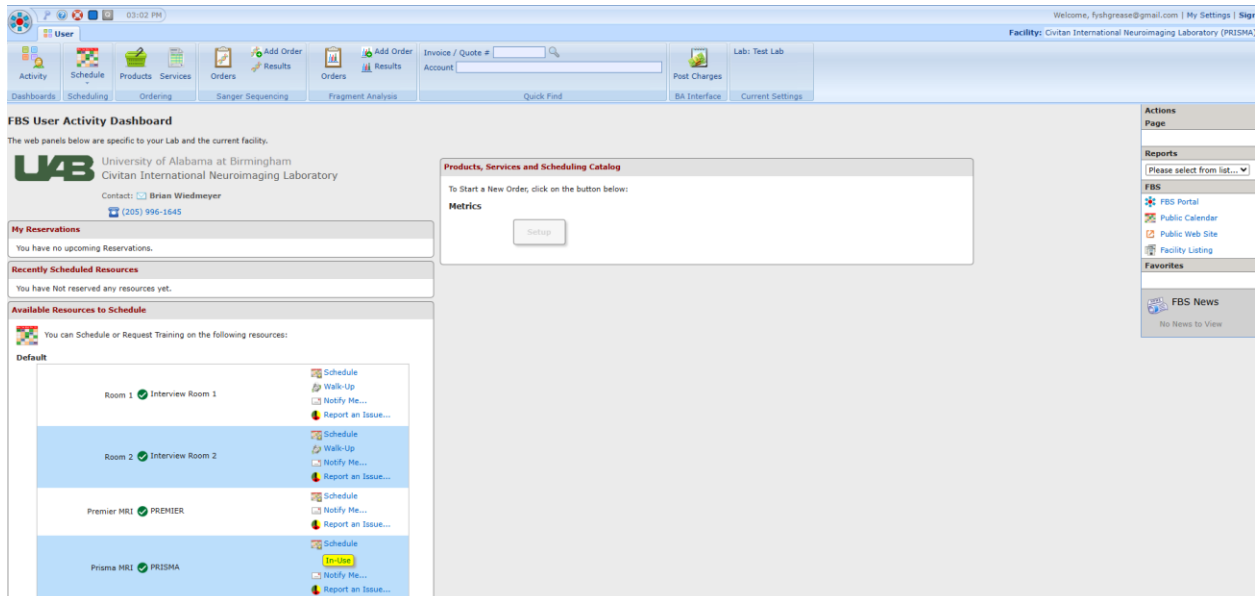 03:02 PM
Welcome, fyshgrease@gmail.com | My Settings | Sign
User
Facility: Civitan International Neuroimaging Laboratory (PRISMA)
Activity
Schedule
Products
Services
Orders
Add Order
Results
Orders
Add Order
Results
Invoice / Quote #
Account
Post Charges
Lab: Test Lab
Dashboards
Scheduling
Ordering
Sanger Sequencing
Fragment Analysis
Quick Find
BA Interface
Current Settings
FBS User Activity Dashboard
The web panels below are specific to your Lab and the current facility.
UAB
University of Alabama at Birmingham
Civitan International Neuroimaging Laboratory
Contact: Brian Wiedmeyer
(205) 996-1645
My Reservations
You have no upcoming Reservations.
Recently Scheduled Resources
You have Not reserved any resources yet.
Available Resources to Schedule
You can Schedule or Request Training on the following resources:
Default
Room 1 Interview Room 1
Schedule
Walk-Up
Notify Me...
Report an Issue...
Room 2 Interview Room 2
Schedule
Walk-Up
Notify Me...
Report an Issue...
Premier MRI PREMIER
Schedule
Notify Me...
Report an Issue...
Prisma MRI PRISMA
Schedule
In-Use
Notify Me...
Report an Issue...
Products, Services and Scheduling Catalog
To Start a New Order, click on the button below:
Metrics
Setup
Actions
Page
Reports
Please select from list...
FBS
FBS Portal
Public Calendar
Public Web Site
Facility Listing
Favorites
FBS News
No News to View